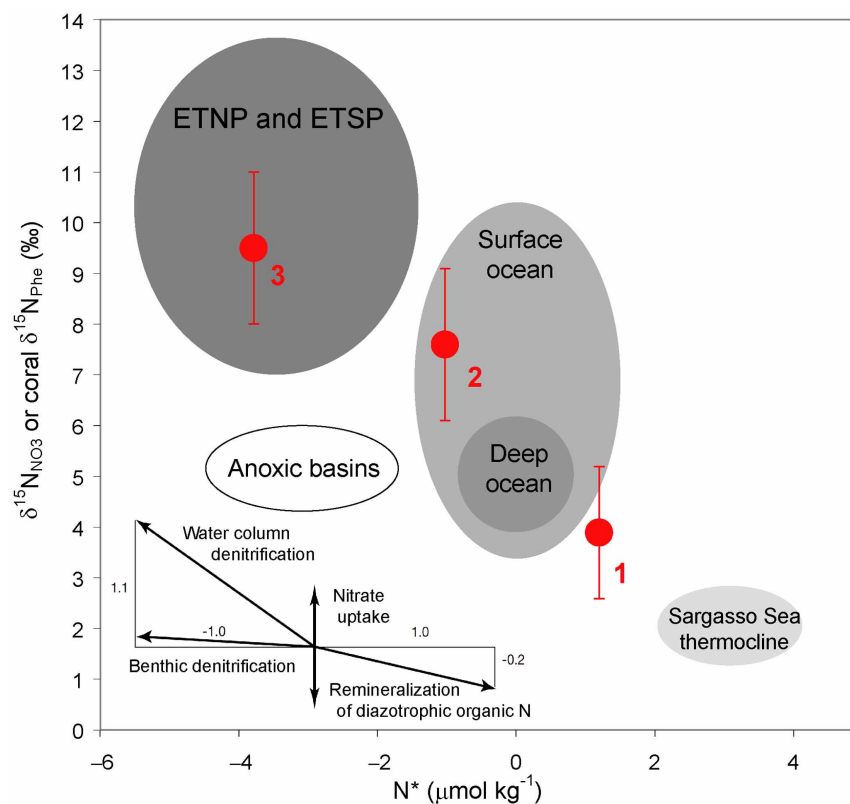 14
13
12
11
10
9
8
7
6
5
4
3
2
1
0
δ¹⁵N_NO3 or coral δ¹⁵N_Phe (‰)
ETNP and ETSP
3
Surface
ocean
2
Deep
ocean
Anoxic basins
1
Water column
denitrification
1.1
Nitrate
uptake
-1.0
1.0
Benthic denitrification
-0.2
Remineralization
of diazotrophic organic N
Sargasso Sea
thermocline
–6
–4
–2
0
2
4
N* (μmol kg⁻¹)